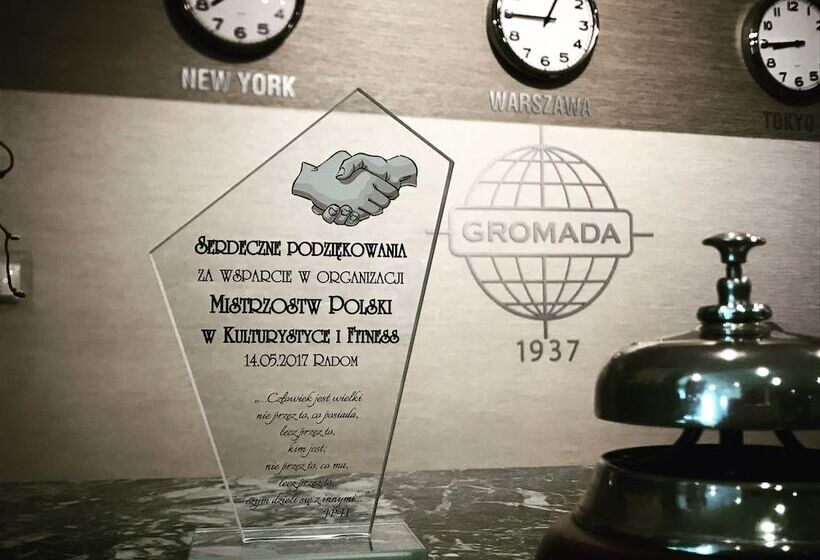 NEW YORK
WARSZAWA
TOKYO
GROMADA
1937
Serdeczne podziękowania
za wsparcie w organizacji
Mistrzostw Polski
w Kulturystyce i Fitness
14.05.2017 Radom
„...Człowiek jest wielki
nie przez to, co posiada,
lecz przez to,
kim jest;
nie przez to, co ma,
lecz przez to,
czym dzieli się z innymi..."
JP II